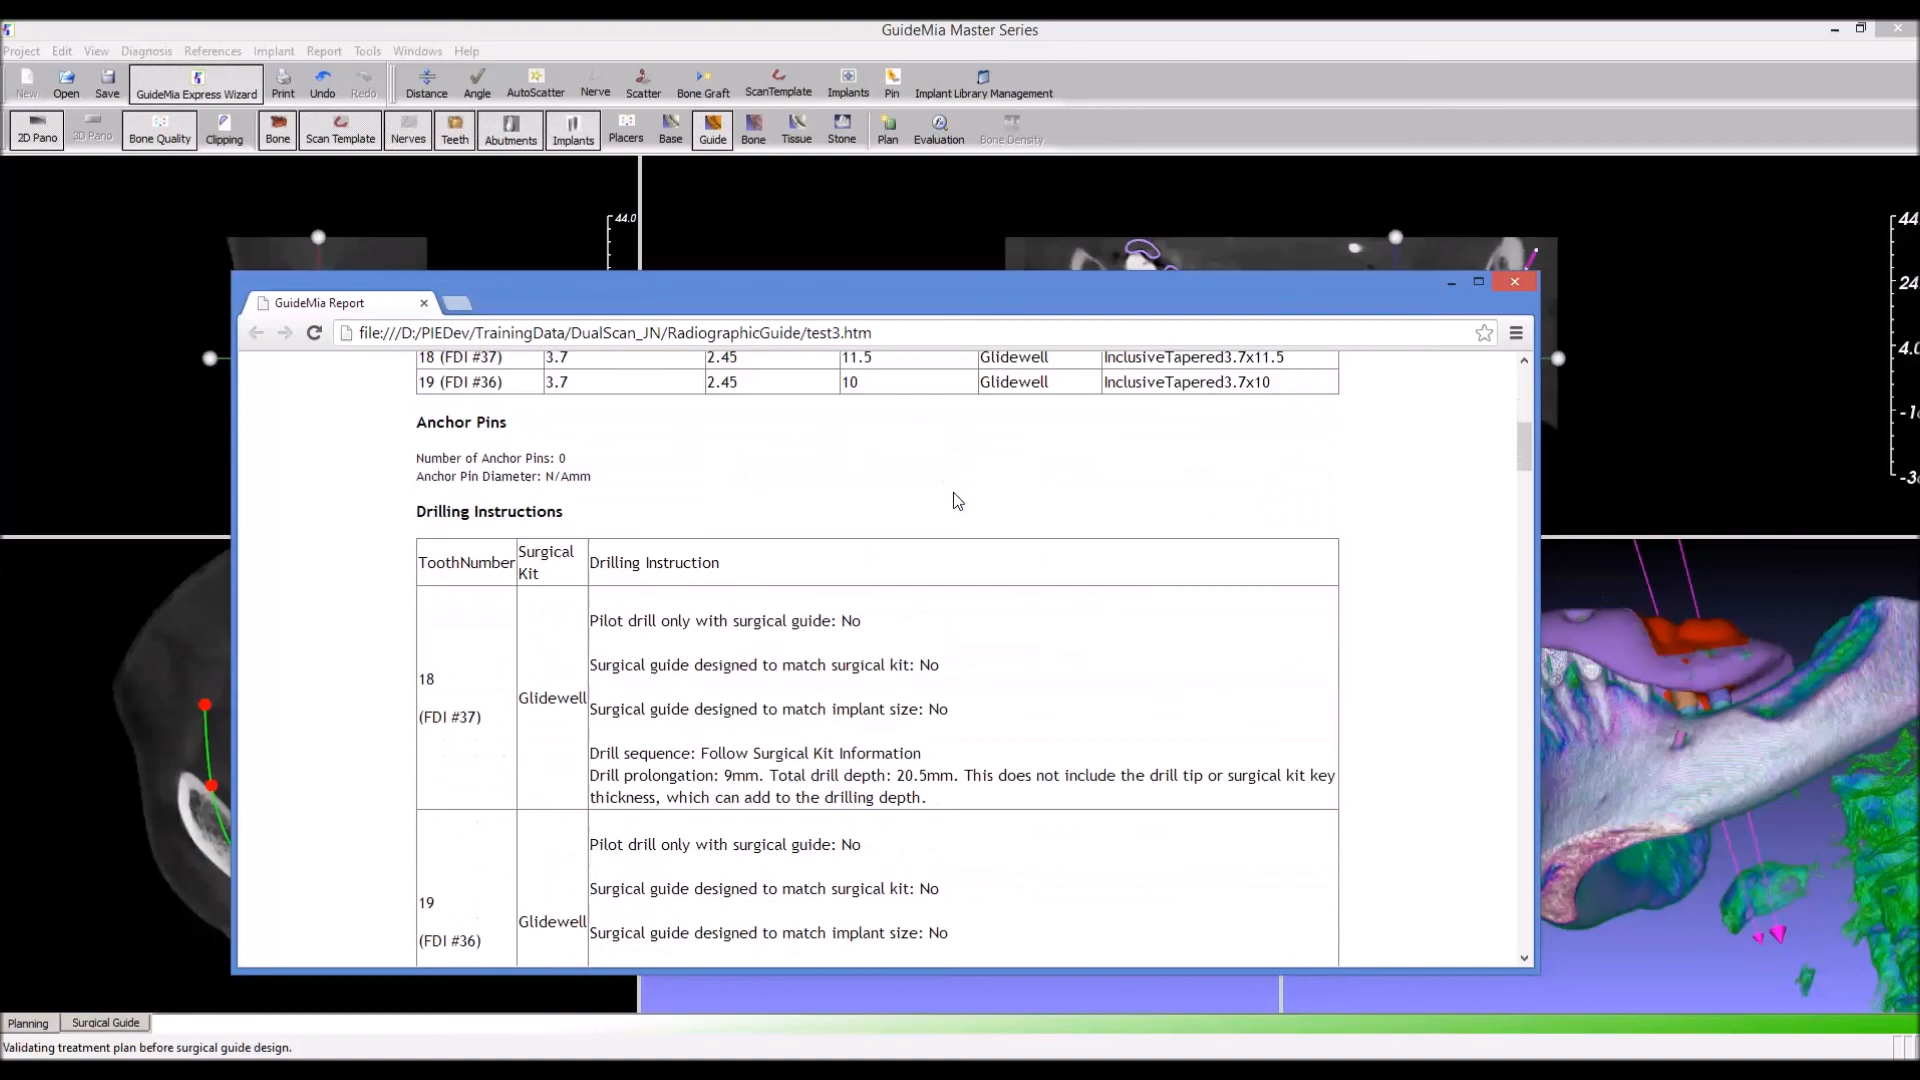 GuideMia Master Series
Project Edit View Diagnosis References Implant Report Tools Windows Help
New Open Save GuideMia Express Wizard Print Undo Redo Distance Angle AutoScatter Nerve Scatter Bone Graft ScanTemplate Implants Pin Implant Library Management
2D Pano 3D Pano Bone Quality Clipping Bone Scan Template Nerves Teeth Abutments Implants Placers Base Guide Bone Tissue Stone Plan Evaluation Bone Density
44.0
44
24
4.0
-1
-3
GuideMia Report
file:///D:/PIEDev/TrainingData/DualScan_JN/RadiographicGuide/test3.htm
18 (FDI #37) 3.7 2.45 11.5 Glidewell InclusiveTapered3.7x11.5
19 (FDI #36) 3.7 2.45 10 Glidewell InclusiveTapered3.7x10
Anchor Pins
Number of Anchor Pins: 0
Anchor Pin Diameter: N/Amm
Drilling Instructions
ToothNumber Surgical Kit Drilling Instruction
18
(FDI #37)
Glidewell
Pilot drill only with surgical guide: No
Surgical guide designed to match surgical kit: No
Surgical guide designed to match implant size: No
Drill sequence: Follow Surgical Kit Information
Drill prolongation: 9mm. Total drill depth: 20.5mm. This does not include the drill tip or surgical kit key
thickness, which can add to the drilling depth.
19
(FDI #36)
Glidewell
Pilot drill only with surgical guide: No
Surgical guide designed to match surgical kit: No
Surgical guide designed to match implant size: No
Planning Surgical Guide
Validating treatment plan before surgical guide design.